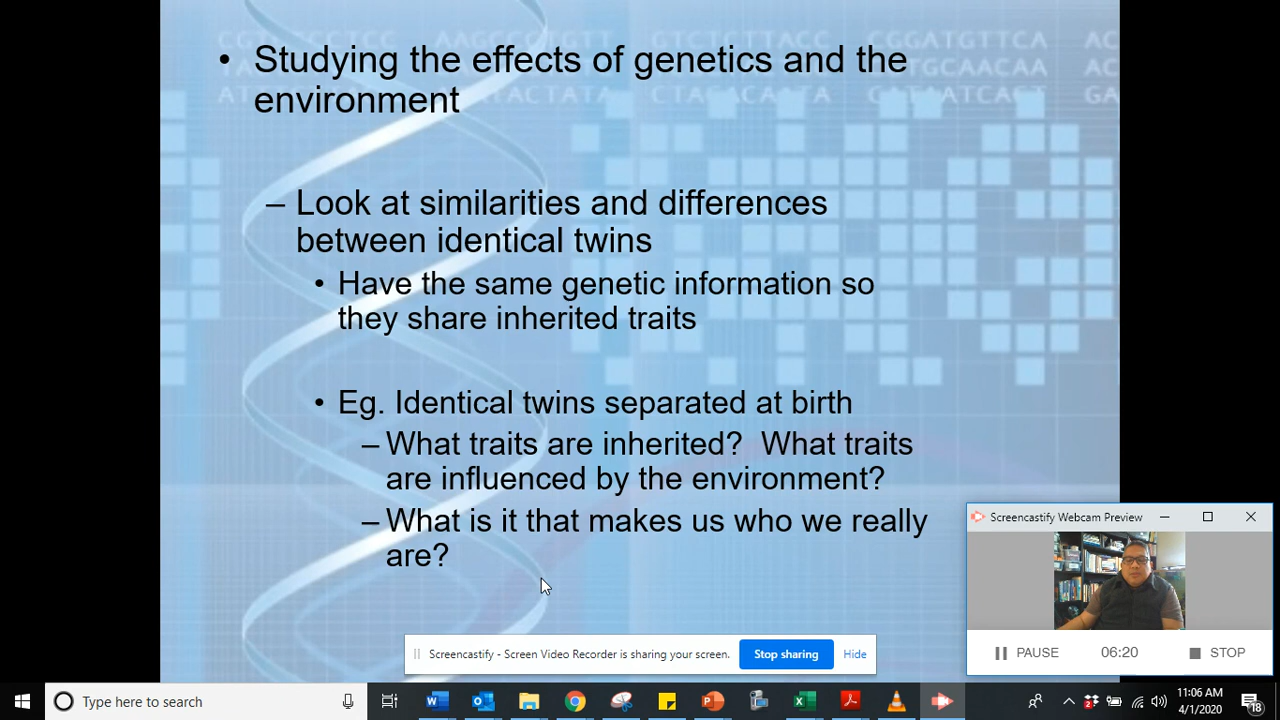 • Studying the effects of genetics and the
environment
– Look at similarities and differences
between identical twins
• Have the same genetic information so
they share inherited traits
• Eg. Identical twins separated at birth
– What traits are inherited?  What traits
are influenced by the environment?
– What is it that makes us who we really
are?
Screencastify Webcam Preview
PAUSE 06:20 STOP
Screencastify - Screen Video Recorder is sharing your screen. Stop sharing Hide
Type here to search
11:06 AM
4/1/2020
18